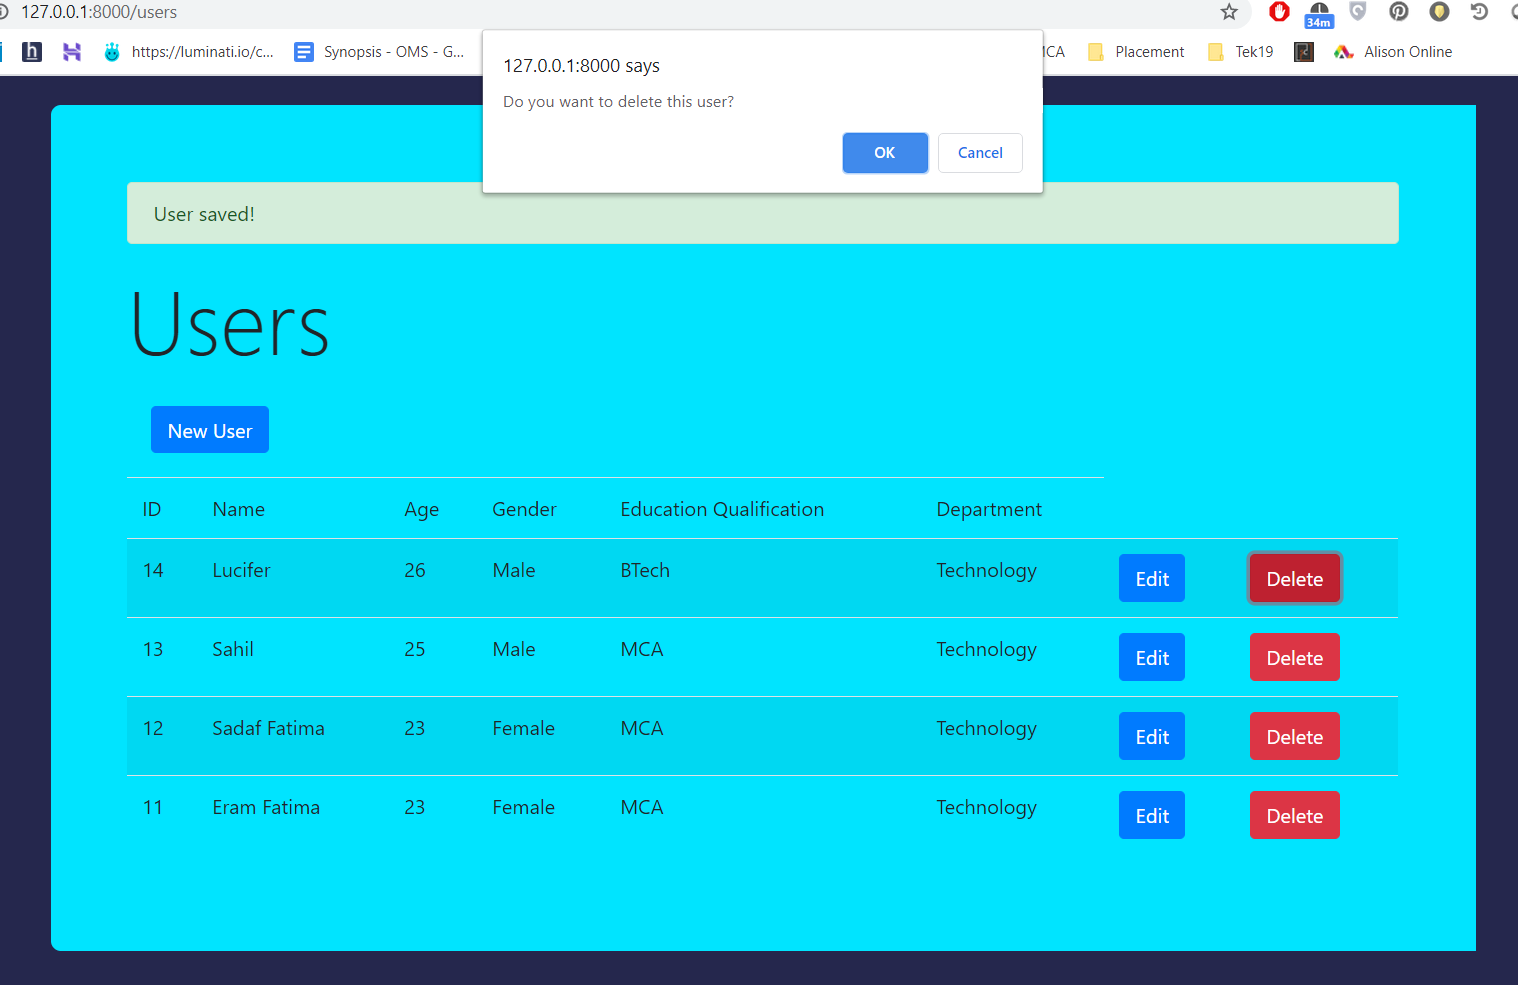 127.0.0.1:8000/users
34m
h
https://luminati.io/c...
Synopsis - OMS - G...
MCA
Placement
Tek19
Alison Online
127.0.0.1:8000 says
Do you want to delete this user?
OK Cancel
User saved!
Users
New User
ID Name Age Gender Education Qualification Department
14 Lucifer 26 Male BTech Technology Edit Delete
13 Sahil 25 Male MCA Technology Edit Delete
12 Sadaf Fatima 23 Female MCA Technology Edit Delete
11 Eram Fatima 23 Female MCA Technology Edit Delete